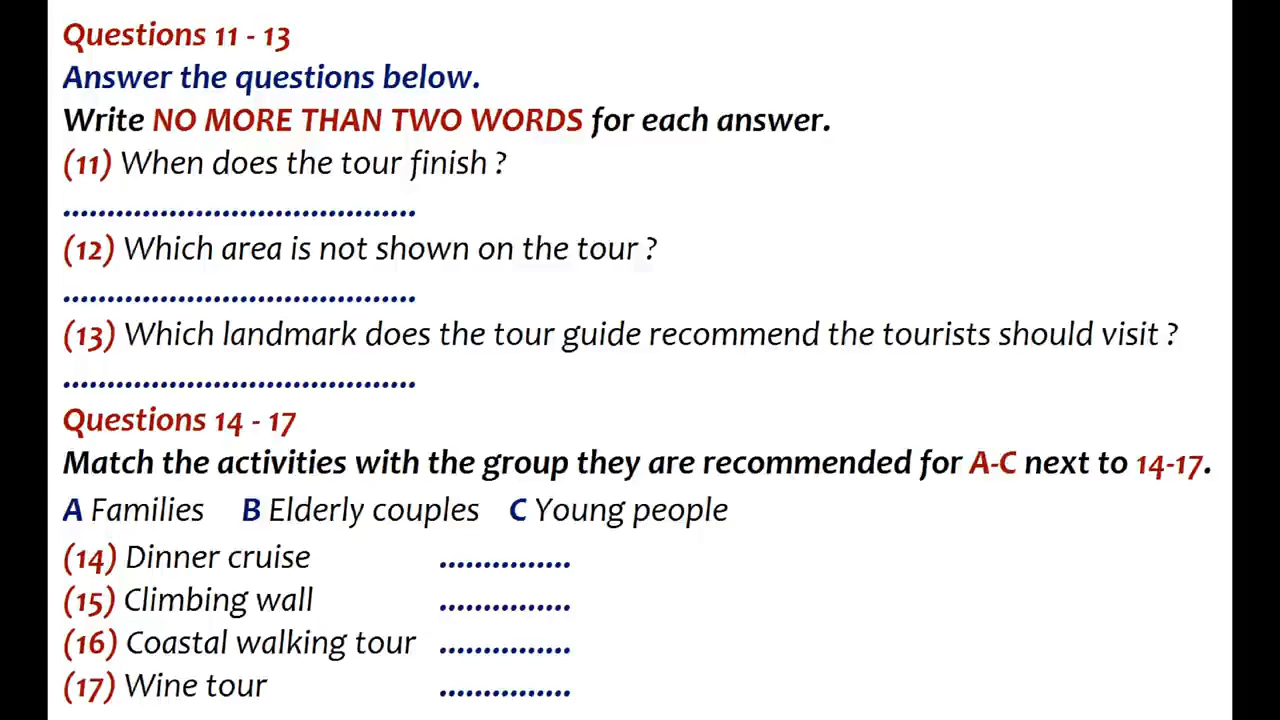 Questions 11 - 13
Answer the questions below.
Write NO MORE THAN TWO WORDS for each answer.
(11) When does the tour finish ?
........................................
(12) Which area is not shown on the tour ?
........................................
(13) Which landmark does the tour guide recommend the tourists should visit ?
........................................
Questions 14 - 17
Match the activities with the group they are recommended for A-C next to 14-17.
A Families B Elderly couples C Young people
(14) Dinner cruise ...............
(15) Climbing wall ...............
(16) Coastal walking tour ...............
(17) Wine tour ...............